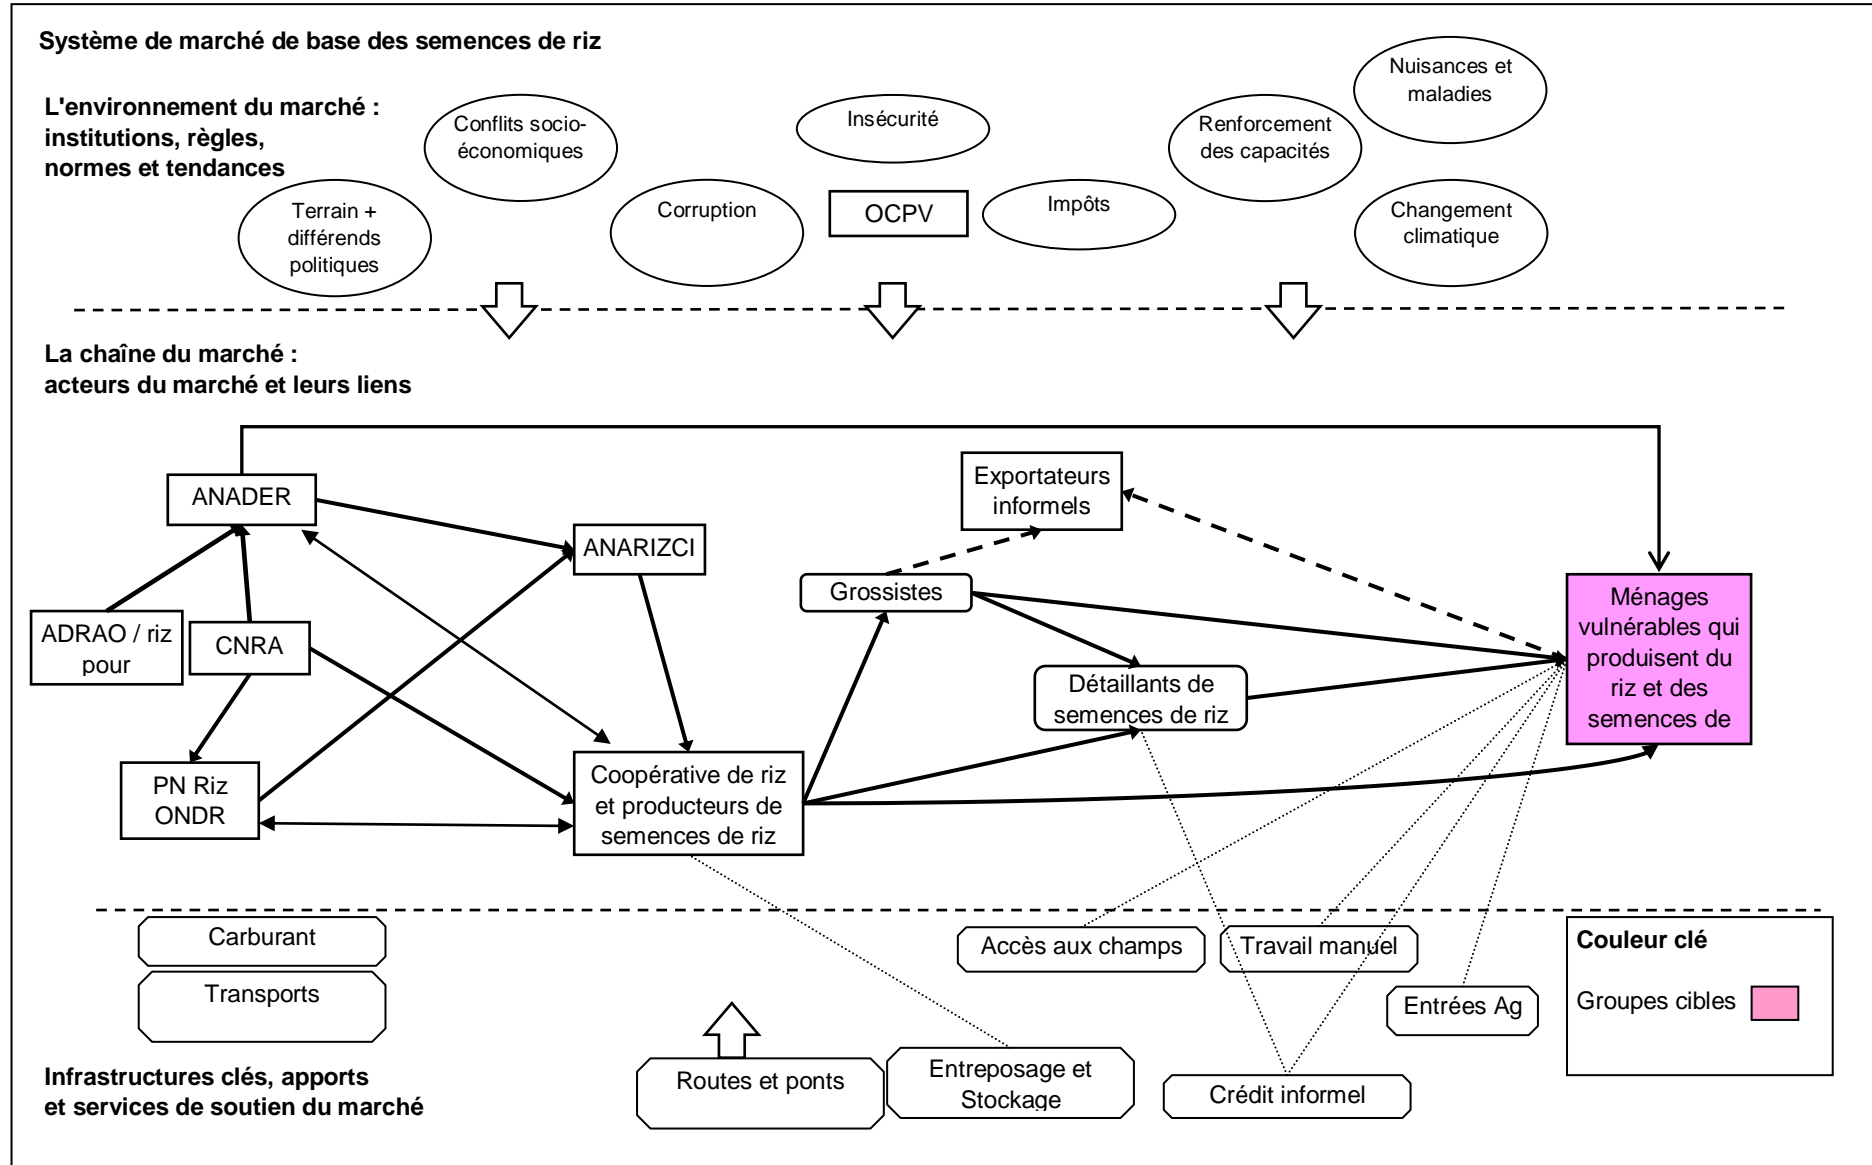 Système de marché de base des semences de riz
L'environnement du marché :
institutions, règles,
normes et tendances
Conflits socio-
économiques
Insécurité
Renforcement
des capacités
Nuisances et
maladies
Terrain +
différends
politiques
Corruption
OCPV
Impôts
Changement
climatique
La chaîne du marché :
acteurs du marché et leurs liens
ANADER
ANARIZCI
Exportateurs
informels
Grossistes
ADRAO / riz
pour
CNRA
Détaillants de
semences de riz
Ménages
vulnérables qui
produisent du
riz et des
semences de
PN Riz
ONDR
Coopérative de riz
et producteurs de
semences de riz
Carburant
Transports
Accès aux champs
Travail manuel
Entrées Ag
Couleur clé
Groupes cibles
Infrastructures clés, apports
et services de soutien du marché
Routes et ponts
Entreposage et
Stockage
Crédit informel